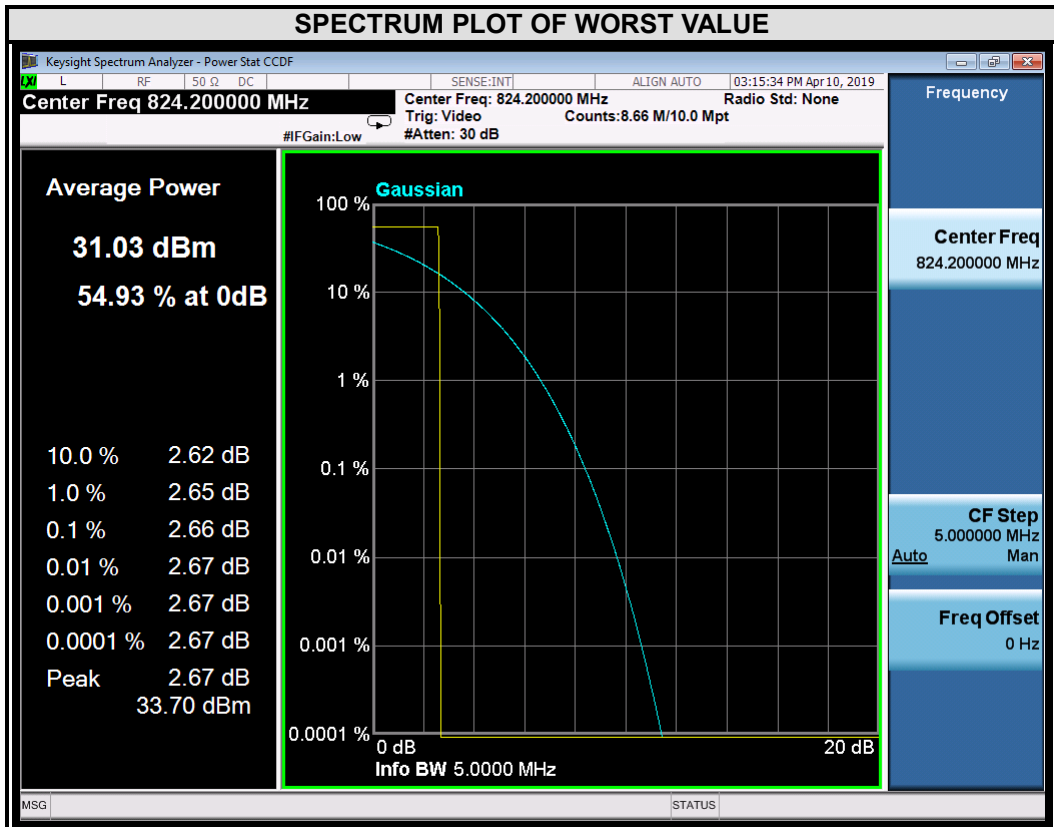 SPECTRUM PLOT OF WORST VALUE
Keysight Spectrum Analyzer - Power Stat CCDF
LXI L RF 50 Ω DC SENSE:INT ALIGN AUTO 03:15:34 PM Apr 10, 2019
Center Freq 824.200000 MHz
Center Freq: 824.200000 MHz Radio Std: None
Trig: Video Counts:8.66 M/10.0 Mpt
#IFGain:Low #Atten: 30 dB
Frequency
Average Power
31.03 dBm
54.93 % at 0dB
10.0 % 2.62 dB
1.0 % 2.65 dB
0.1 % 2.66 dB
0.01 % 2.67 dB
0.001 % 2.67 dB
0.0001 % 2.67 dB
Peak 2.67 dB
33.70 dBm
Gaussian
100 %
10 %
1 %
0.1 %
0.01 %
0.001 %
0.0001 %
0 dB 20 dB
Info BW 5.0000 MHz
Center Freq
824.200000 MHz
CF Step
5.000000 MHz
Auto Man
Freq Offset
0 Hz
MSG STATUS